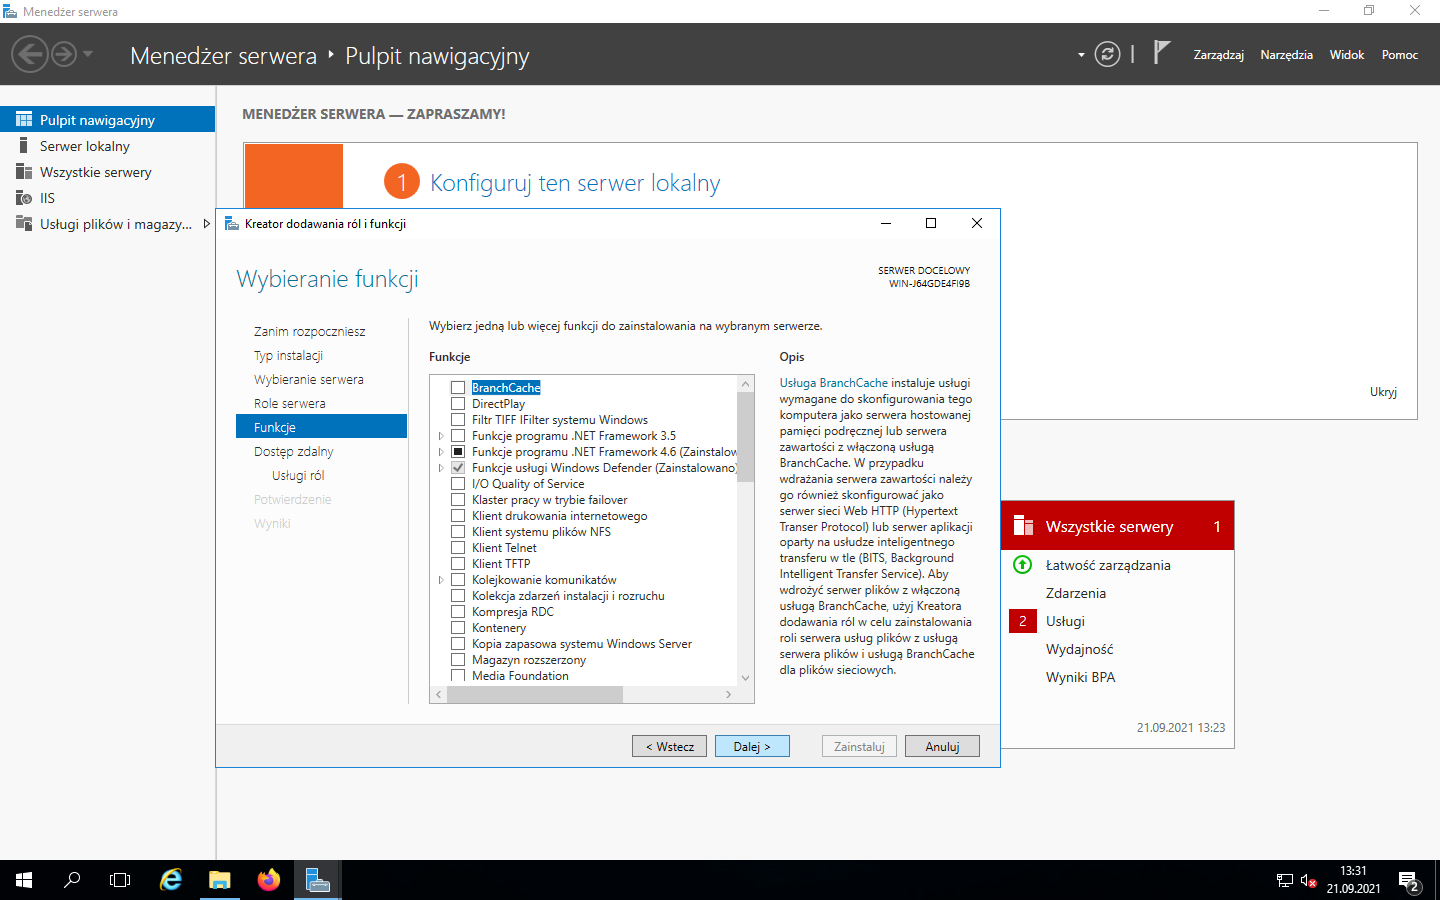 Menedżer serwera
Menedżer serwera ‣ Pulpit nawigacyjny
Zarządzaj
Narzędzia
Widok
Pomoc
Pulpit nawigacyjny
Serwer lokalny
Wszystkie serwery
IIS
Usługi plików i magazy...
MENEDŻER SERWERA — ZAPRASZAMY!
1 Konfiguruj ten serwer lokalny
Ukryj
Kreator dodawania ról i funkcji
Wybieranie funkcji
SERWER DOCELOWY
WIN-J64GDE4FI9B
Zanim rozpoczniesz
Typ instalacji
Wybieranie serwera
Role serwera
Funkcje
Dostęp zdalny
Usługi ról
Potwierdzenie
Wyniki
Wybierz jedną lub więcej funkcji do zainstalowania na wybranym serwerze.
Funkcje
BranchCache
DirectPlay
Filtr TIFF IFilter systemu Windows
Funkcje programu .NET Framework 3.5
Funkcje programu .NET Framework 4.6 (Zainstalow
Funkcje usługi Windows Defender (Zainstalowano)
I/O Quality of Service
Klaster pracy w trybie failover
Klient drukowania internetowego
Klient systemu plików NFS
Klient Telnet
Klient TFTP
Kolejkowanie komunikatów
Kolekcja zdarzeń instalacji i rozruchu
Kompresja RDC
Kontenery
Kopia zapasowa systemu Windows Server
Magazyn rozszerzony
Media Foundation
Opis
Usługa BranchCache instaluje usługi
wymagane do skonfigurowania tego
komputera jako serwera hostowanej
pamięci podręcznej lub serwera
zawartości z włączoną usługą
BranchCache. W przypadku
wdrażania serwera zawartości należy
go również skonfigurować jako
serwer sieci Web HTTP (Hypertext
Transer Protocol) lub serwer aplikacji
oparty na usłudze inteligentnego
transferu w tle (BITS, Background
Intelligent Transfer Service). Aby
wdrożyć serwer plików z włączoną
usługą BranchCache, użyj Kreatora
dodawania ról w celu zainstalowania
roli serwera usług plików z usługą
serwera plików i usługą BranchCache
dla plików sieciowych.
< Wstecz
Dalej >
Zainstaluj
Anuluj
Wszystkie serwery 1
Łatwość zarządzania
Zdarzenia
2 Usługi
Wydajność
Wyniki BPA
21.09.2021 13:23
13:31
21.09.2021
2